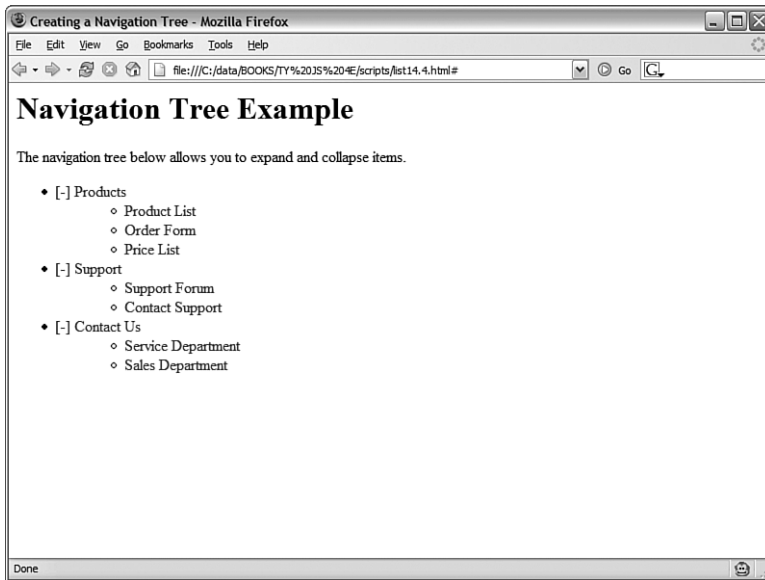 Creating a Navigation Tree - Mozilla Firefox
File Edit View Go Bookmarks Tools Help
file:///C:/data/BOOKS/TY%20JS%204E/scripts/list14.4.html# Go G
Navigation Tree Example
The navigation tree below allows you to expand and collapse items.
[-] Products
Product List
Order Form
Price List
[-] Support
Support Forum
Contact Support
[-] Contact Us
Service Department
Sales Department
Done